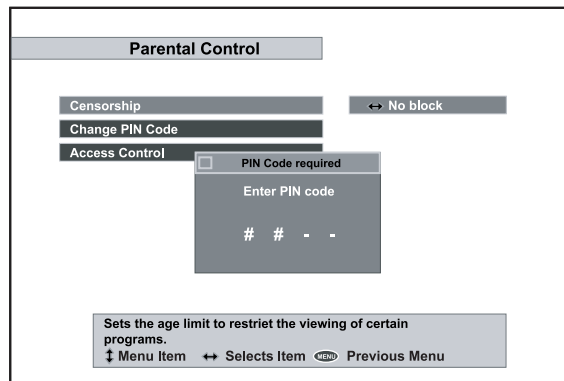 Parental Control
Censorship
↔ No block
Change PIN Code
Access Control
PIN Code required
Enter PIN code
# # - -
Sets the age limit to restriet the viewing of certain
programs.
↕ Menu Item ↔ Selects Item MENU Previous Menu